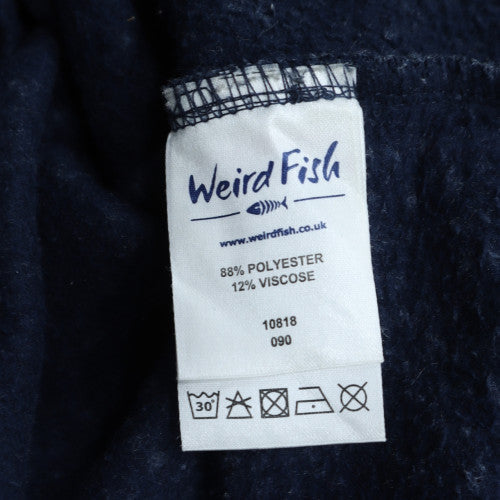 Weird Fish
www.weirdfish.co.uk
88% POLYESTER
12% VISCOSE
10818
090
30°